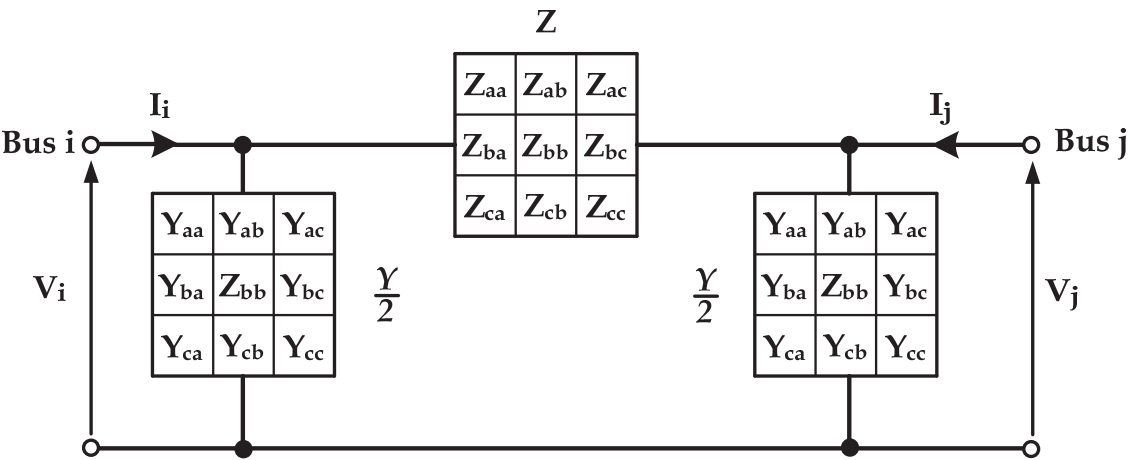 Z
Zaa Zab Zac
Zba Zbb Zbc
Zca Zcb Zcc
Ii
Ij
Bus i
Bus j
Yaa Yab Yac
Yba Zbb Ybc
Yca Ycb Ycc
Y
2
Y
2
Yaa Yab Yac
Yba Zbb Ybc
Yca Ycb Ycc
Vi
Vj